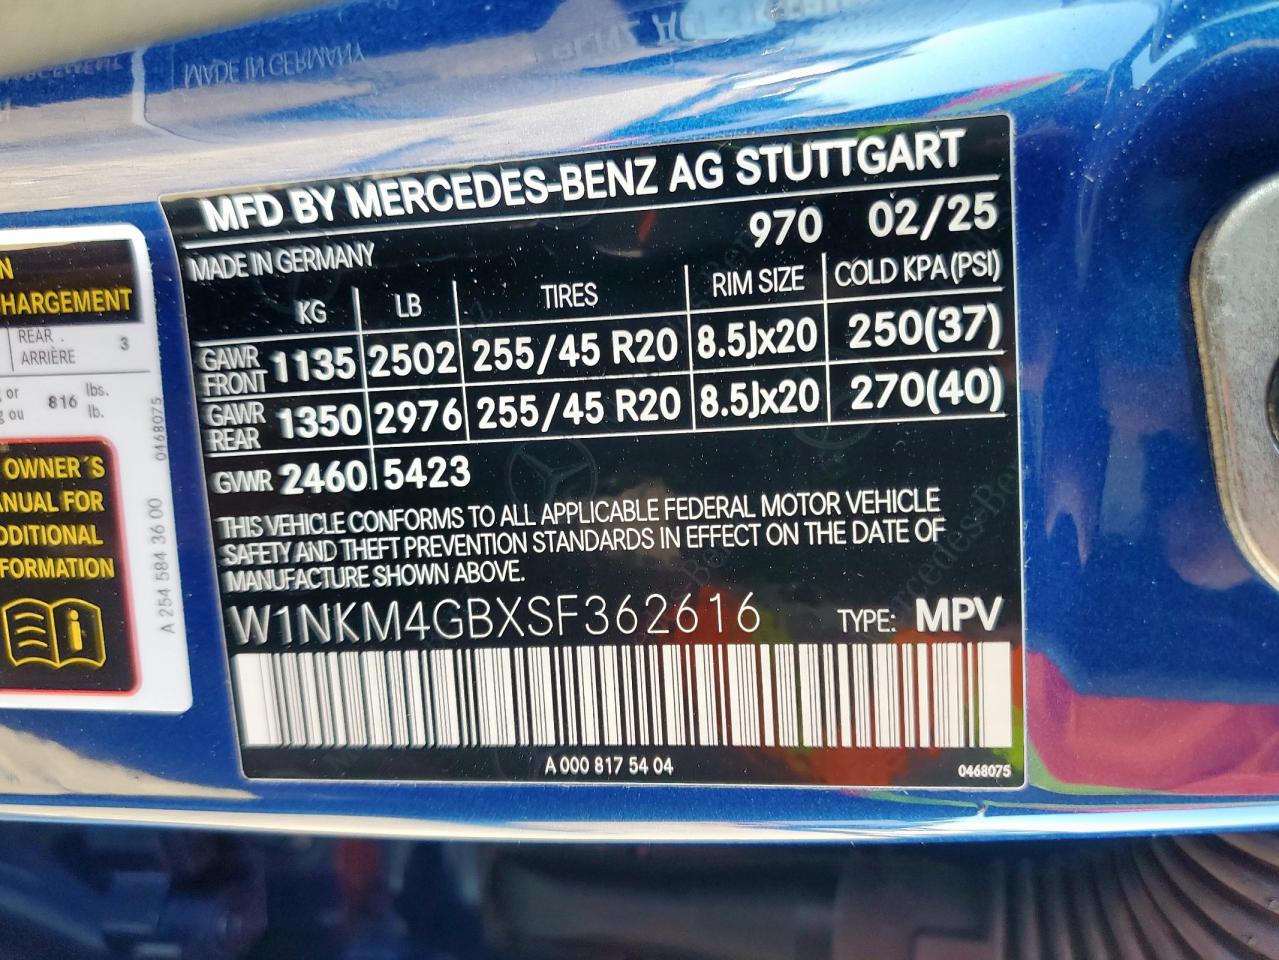 MADE IN GERMANY
MFD BY MERCEDES-BENZ AG STUTTGART
970 02/25
MADE IN GERMANY
KG LB TIRES RIM SIZE COLD KPA (PSI)
GAWR FRONT 1135 2502 255/45 R20 8.5Jx20 250(37)
GAWR REAR 1350 2976 255/45 R20 8.5Jx20 270(40)
GVWR 2460 5423
THIS VEHICLE CONFORMS TO ALL APPLICABLE FEDERAL MOTOR VEHICLE
SAFETY AND THEFT PREVENTION STANDARDS IN EFFECT ON THE DATE OF
MANUFACTURE SHOWN ABOVE.
W1NKM4GBXSF362616 TYPE: MPV
A 000 817 54 04
0468075
HARGEMENT
REAR
ARRIÈRE 3
or 816 lbs.
ou lb.
OWNER´S
ANUAL FOR
DDITIONAL
FORMATION
A 254 584 36 00
0468075